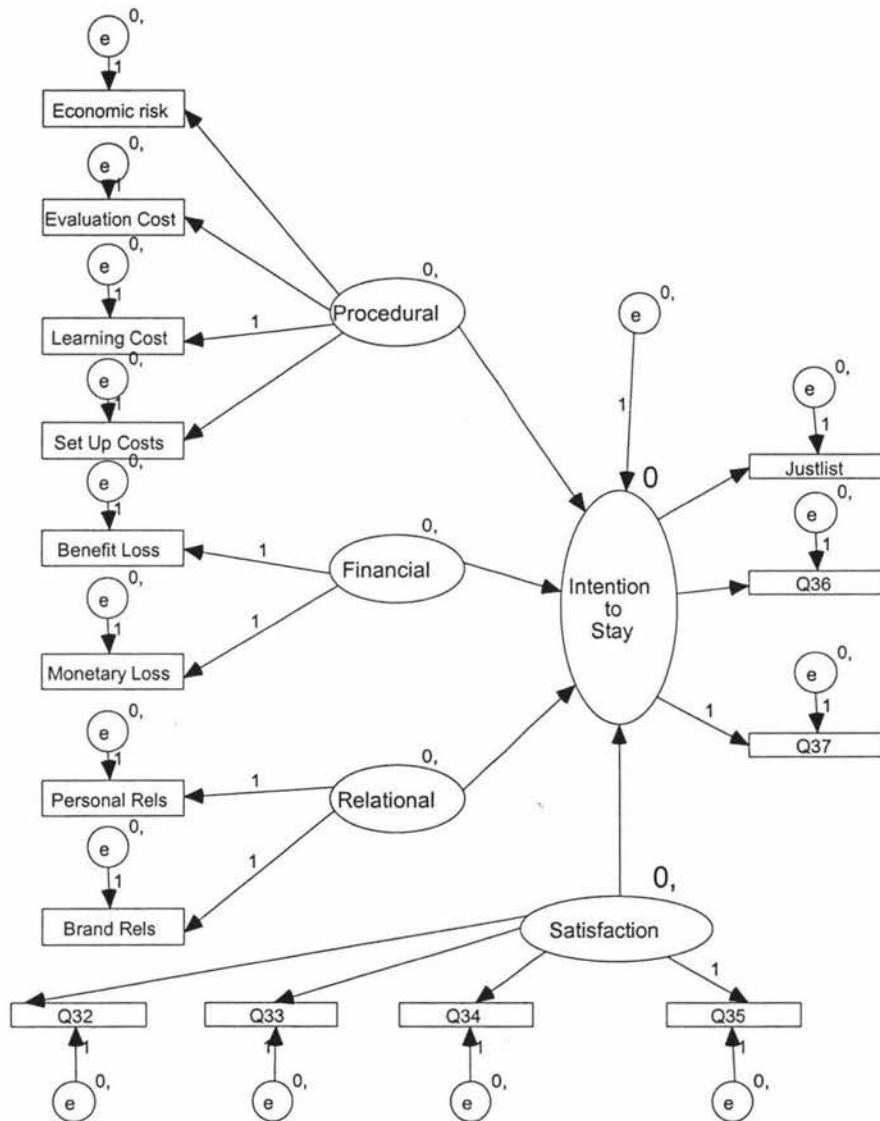 0,
e
1
Economic risk
0,
e
1
Evaluation Cost
0,
e
1
Learning Cost
1
0,
e
1
Set Up Costs
0,
Procedural
0,
e
1
Benefit Loss
1
0,
e
1
Monetary Loss
1
0,
Financial
0,
e
1
Personal Rels
1
0,
e
1
Brand Rels
1
0,
Relational
0,
e
1
0
Intention
to
Stay
0,
e
1
Justlist
0,
e
1
Q36
0,
e
1
Q37
1
0,
Satisfaction
1
Q32
Q33
Q34
Q35
1
1
1
1
0,
e
0,
e
0,
e
0,
e